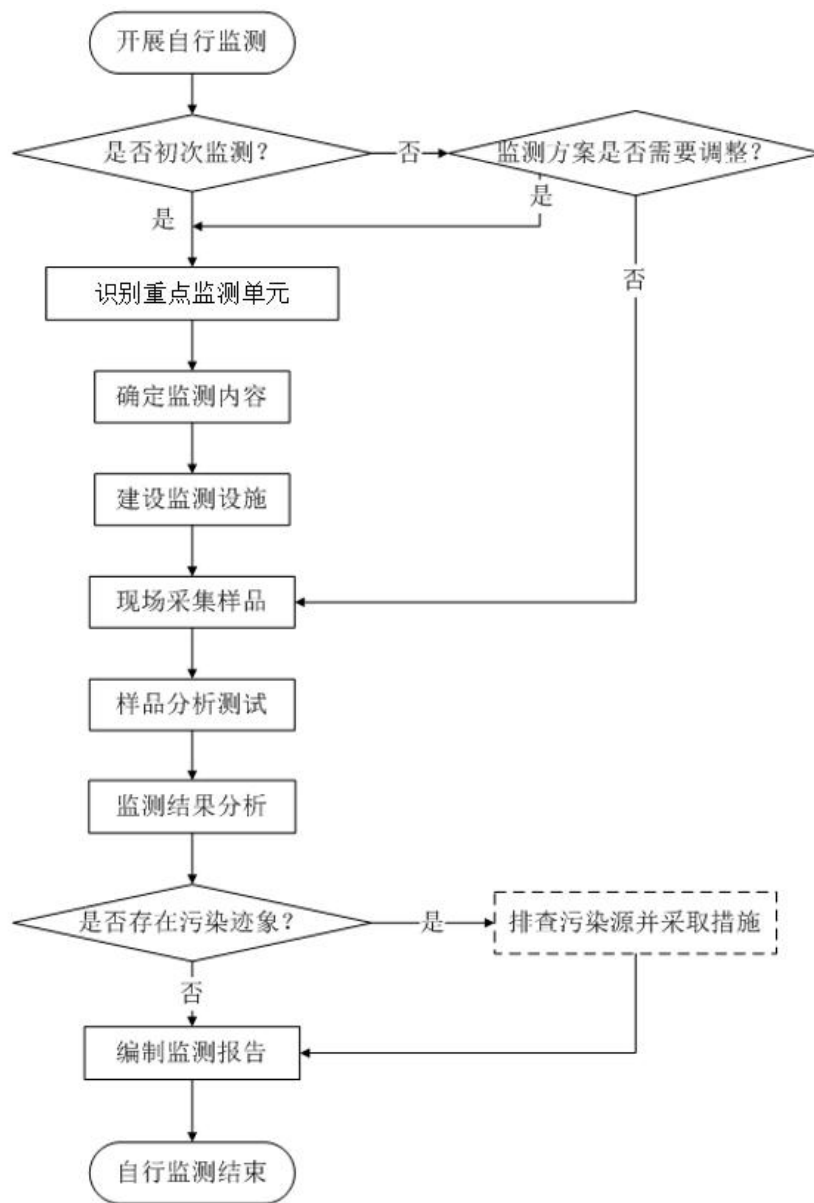 开展自行监测
是否初次监测？
否
监测方案是否需要调整？
是
是
否
识别重点监测单元
确定监测内容
建设监测设施
现场采集样品
样品分析测试
监测结果分析
是否存在污染迹象？
是
排查污染源并采取措施
否
编制监测报告
自行监测结束